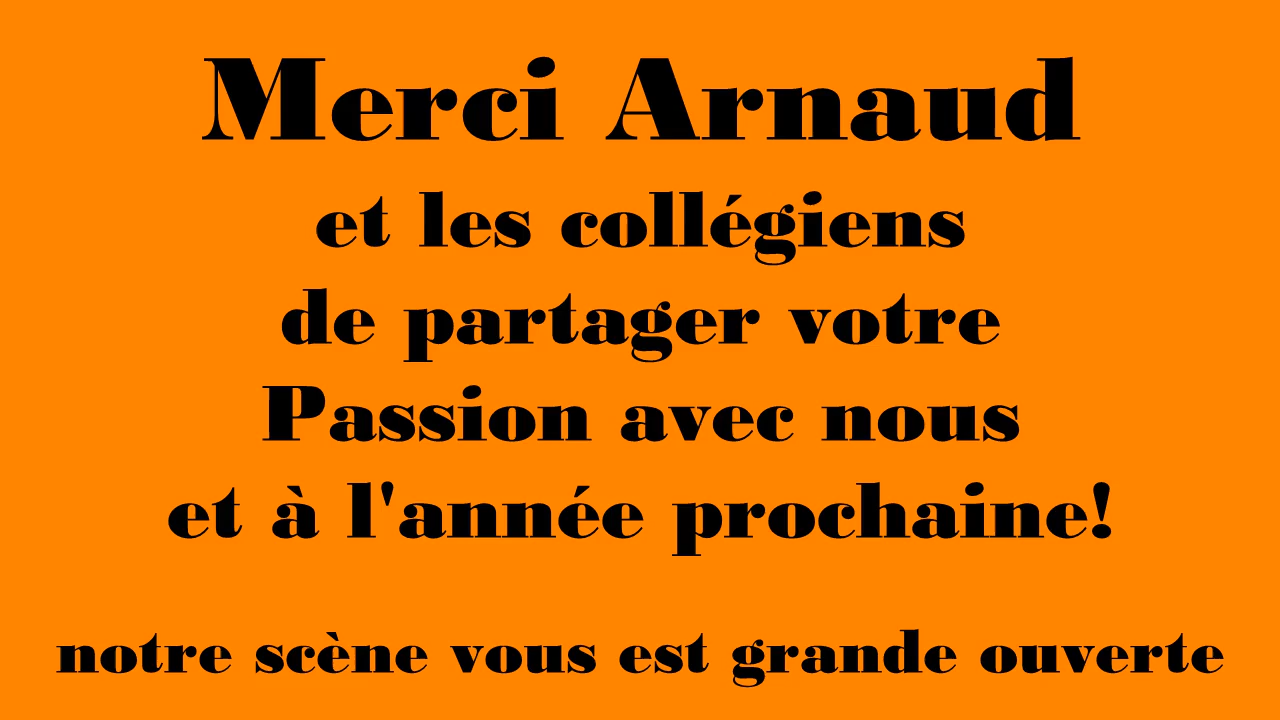 Merci Arnaud
et les collégiens
de partager votre
Passion avec nous
et à l'année prochaine!
notre scène vous est grande ouverte